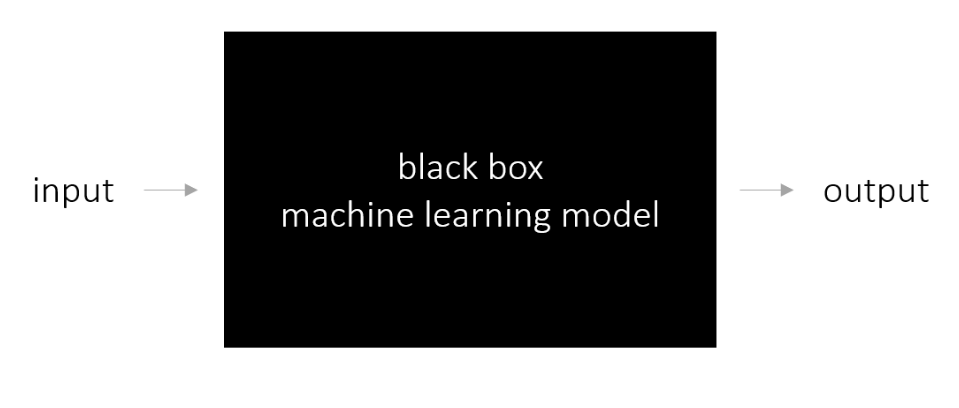 input
black box
machine learning model
output